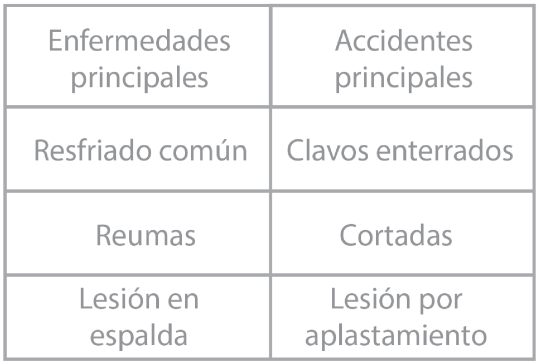 Enfermedades
principales
Accidentes
principales
Resfriado común
Clavos enterrados
Reumas
Cortadas
Lesión en
espalda
Lesión por
aplastamiento